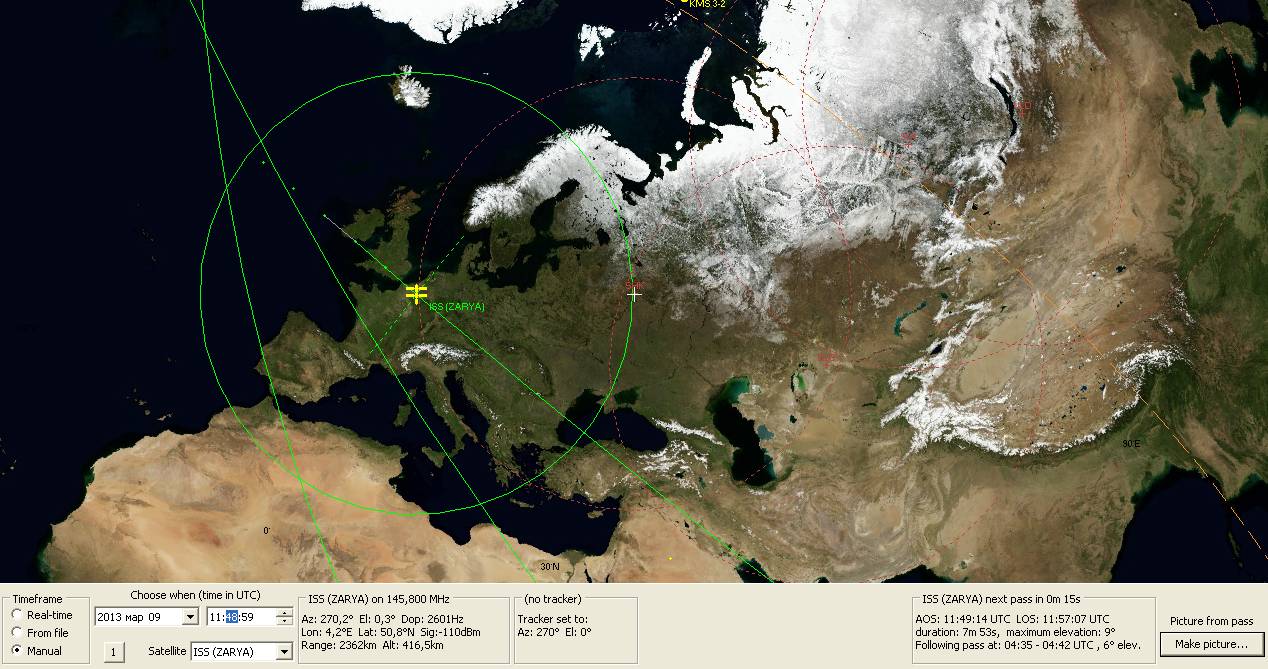 KMS 3-2
ISS (ZARYA)
90'E
0'
30'N
Timeframe
Real-time
From file
Manual
Choose when (time in UTC)
2013 мар 09
11:48:59
1
Satellite ISS (ZARYA)
ISS (ZARYA) on 145,800 MHz
Az: 270,2° El: 0,3° Dop: 2601Hz
Lon: 4,2°E Lat: 50,8°N Sig:-110dBm
Range: 2362km Alt: 416,5km
(no tracker)
Tracker set to:
Az: 270° El: 0°
ISS (ZARYA) next pass in 0m 15s
AOS: 11:49:14 UTC LOS: 11:57:07 UTC
duration: 7m 53s, maximum elevation: 9°
Following pass at: 04:35 - 04:42 UTC , 6° elev.
Picture from pass
Make picture...